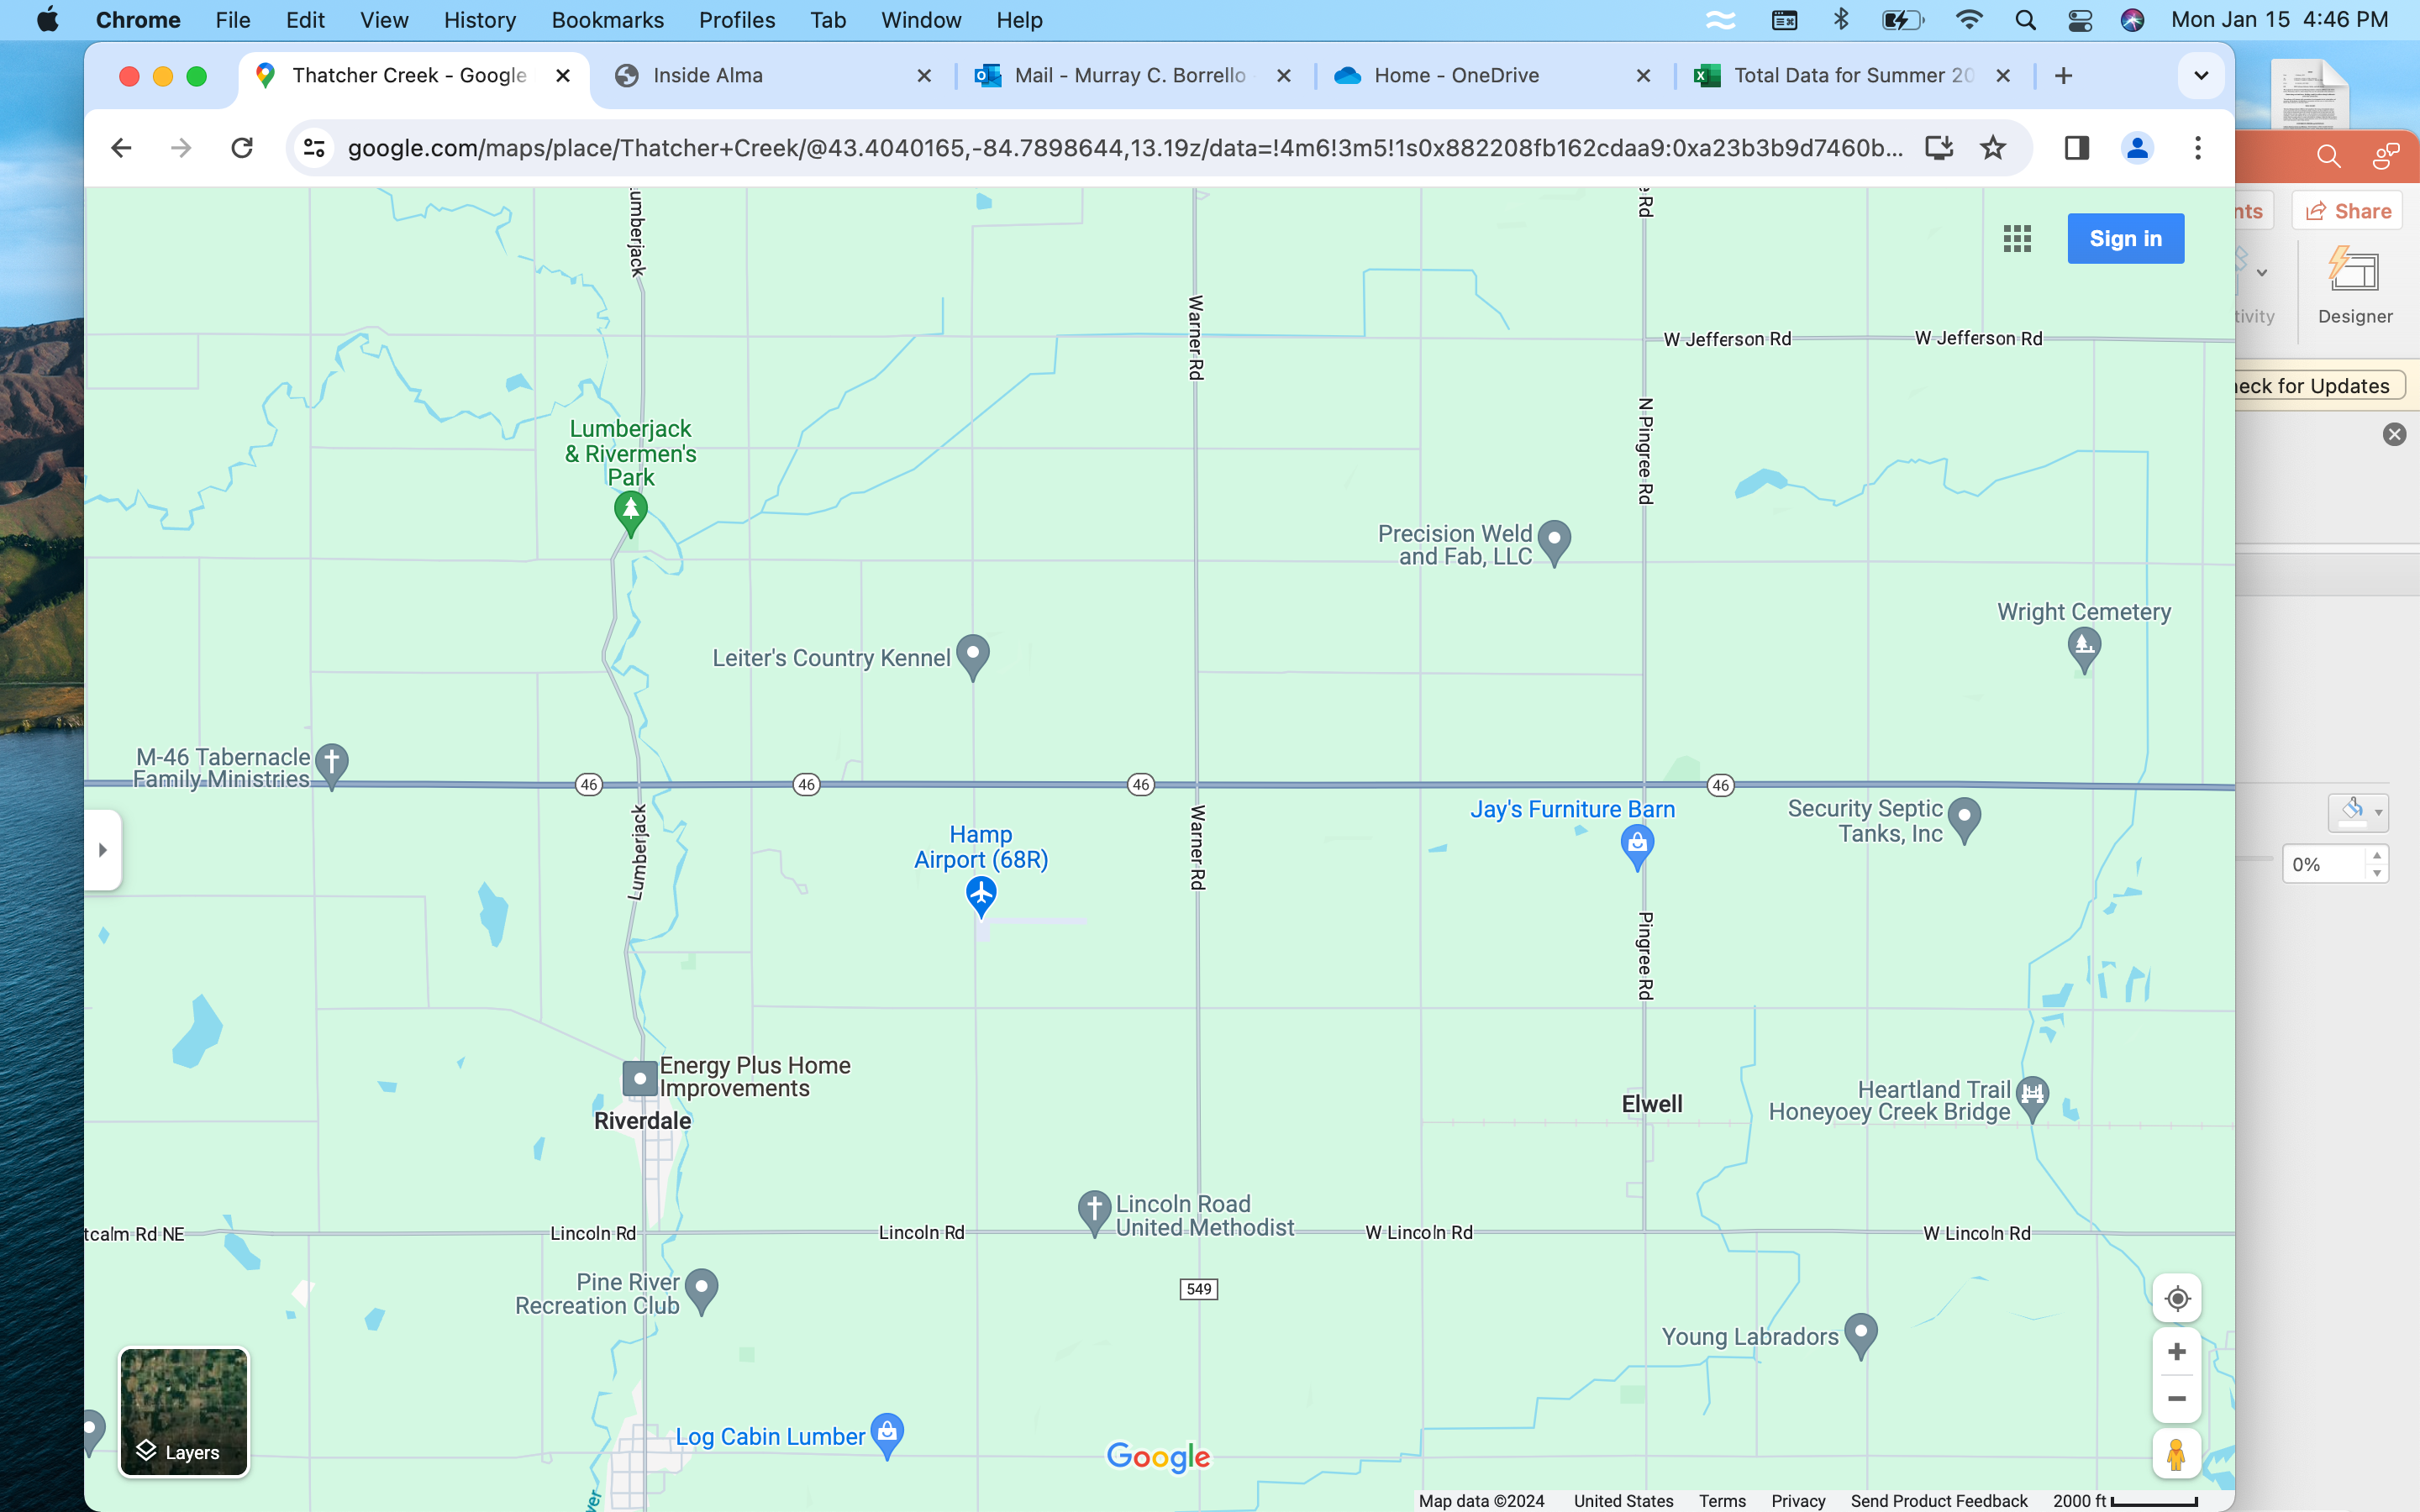 Chrome File Edit View History Bookmarks Profiles Tab Window Help Mon Jan 15 4:46 PM
Thatcher Creek - Google Inside Alma Mail - Murray C. Borrello Home - OneDrive Total Data for Summer 20
google.com/maps/place/Thatcher+Creek/@43.4040165,-84.7898644,13.19z/data=!4m6!3m5!1s0x882208fb162cdaa9:0xa23b3b9d7460b...
Share
Sign in
Designer
umberjack
Warner Rd
W Jefferson Rd W Jefferson Rd
N Pingree Rd
for Updates
Lumberjack
& Rivermen's
Park
Precision Weld
and Fab, LLC
Wright Cemetery
Leiter's Country Kennel
M-46 Tabernacle
Family Ministries
46 46 46 46
Lumberjack
Hamp
Airport (68R)
Warner Rd
Jay's Furniture Barn
Security Septic
Tanks, Inc
0%
Pingree Rd
Energy Plus Home
Improvements
Riverdale
Elwell
Heartland Trail
Honeyoey Creek Bridge
Lincoln Road
United Methodist
tcalm Rd NE Lincoln Rd Lincoln Rd W Lincoln Rd W Lincoln Rd
Pine River
Recreation Club
549
Young Labradors
Log Cabin Lumber
Layers
Google
Map data ©2024 United States Terms Privacy Send Product Feedback 2000 ft